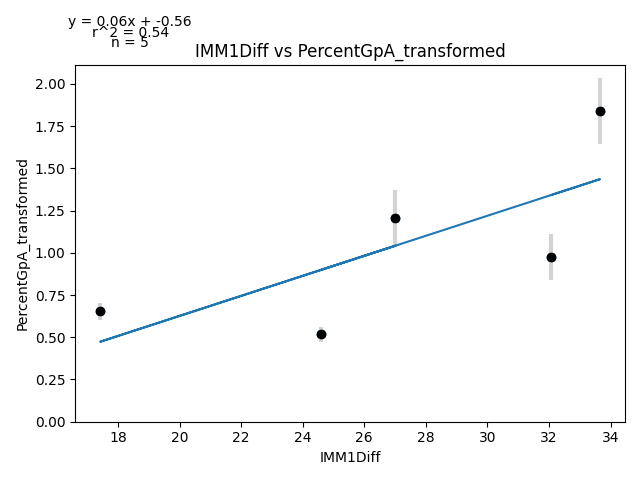 y = 0.06x + -0.56
r^2 = 0.54
n = 5
IMM1Diff vs PercentGpA_transformed
PercentGpA_transformed
2.00
1.75
1.50
1.25
1.00
0.75
0.50
0.25
0.00
18 20 22 24 26 28 30 32 34
IMM1Diff